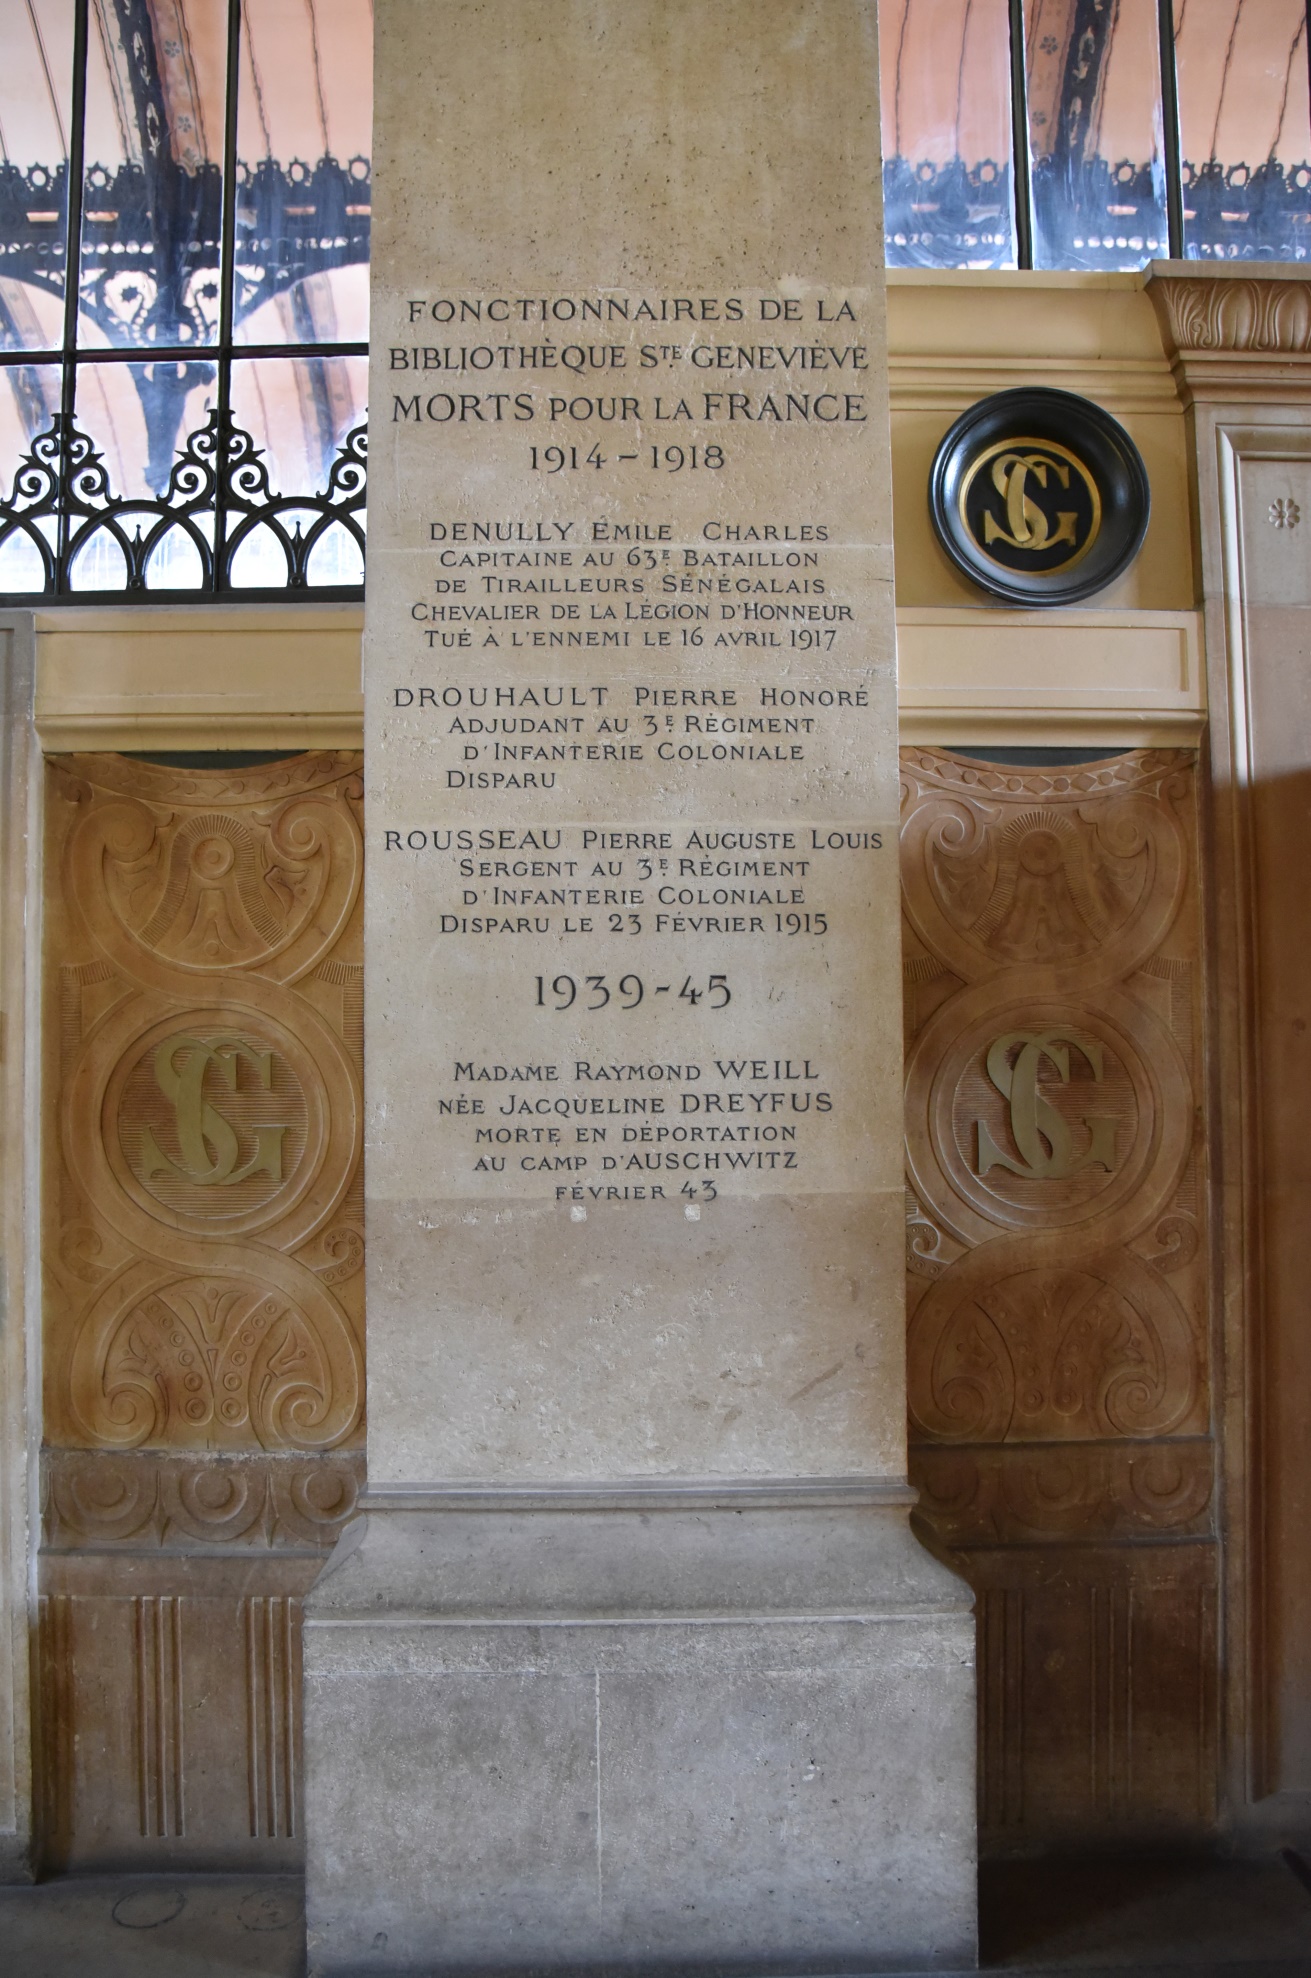 FONCTIONNAIRES DE LA
BIBLIOTHÈQUE STE. GENEVIÈVE
MORTS POUR LA FRANCE
1914 – 1918
DENULLY ÉMILE CHARLES
CAPITAINE AU 63E. BATAILLON
DE TIRAILLEURS SÉNÉGALAIS
CHEVALIER DE LA LÉGION D'HONNEUR
TUÉ À L'ENNEMI LE 16 AVRIL 1917
DROUHAULT PIERRE HONORÉ
ADJUDANT AU 3E. RÉGIMENT
D'INFANTERIE COLONIALE
DISPARU
ROUSSEAU PIERRE AUGUSTE LOUIS
SERGENT AU 3E. RÉGIMENT
D'INFANTERIE COLONIALE
DISPARU LE 23 FÉVRIER 1915
1939-45
MADAME RAYMOND WEILL
NÉE JACQUELINE DREYFUS
MORTE EN DÉPORTATION
AU CAMP D'AUSCHWITZ
FÉVRIER 43
SG
SG
SG